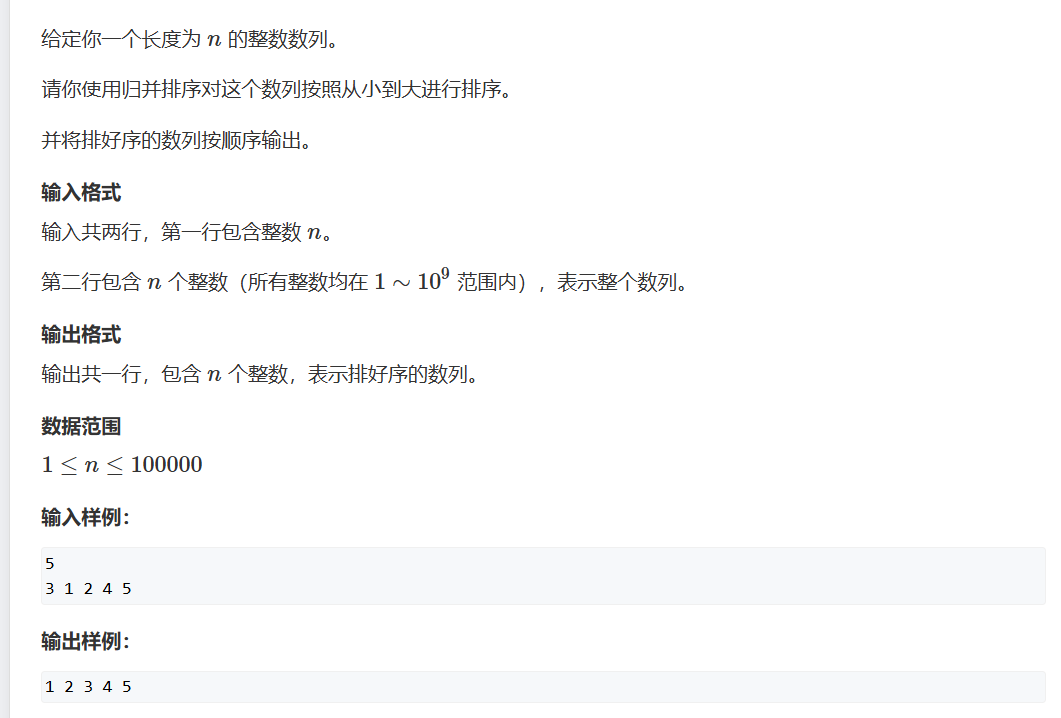 给定你一个长度为 n 的整数数列。
请你使用归并排序对这个数列按照从小到大进行排序。
并将排好序的数列按顺序输出。
输入格式
输入共两行，第一行包含整数 n。
第二行包含 n 个整数（所有整数均在 1 ∼ 10⁹ 范围内），表示整个数列。
输出格式
输出共一行，包含 n 个整数，表示排好序的数列。
数据范围
1 ≤ n ≤ 100000
输入样例：
5
3 1 2 4 5
输出样例：
1 2 3 4 5